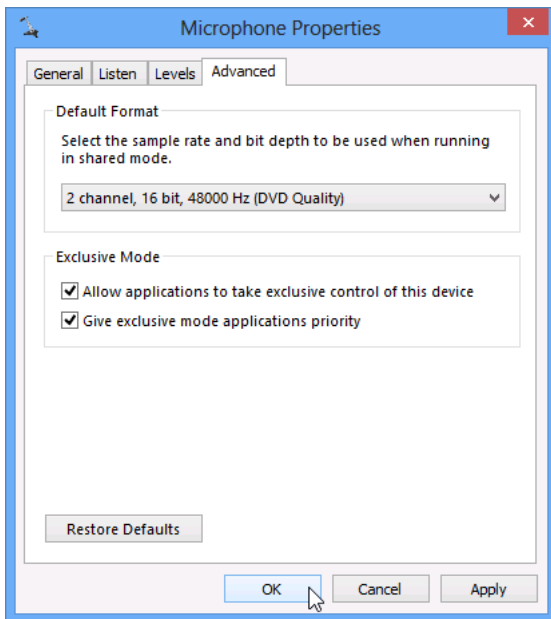 Microphone Properties
General Listen Levels Advanced
Default Format
Select the sample rate and bit depth to be used when running
in shared mode.
2 channel, 16 bit, 48000 Hz (DVD Quality)
Exclusive Mode
Allow applications to take exclusive control of this device
Give exclusive mode applications priority
Restore Defaults
OK Cancel Apply